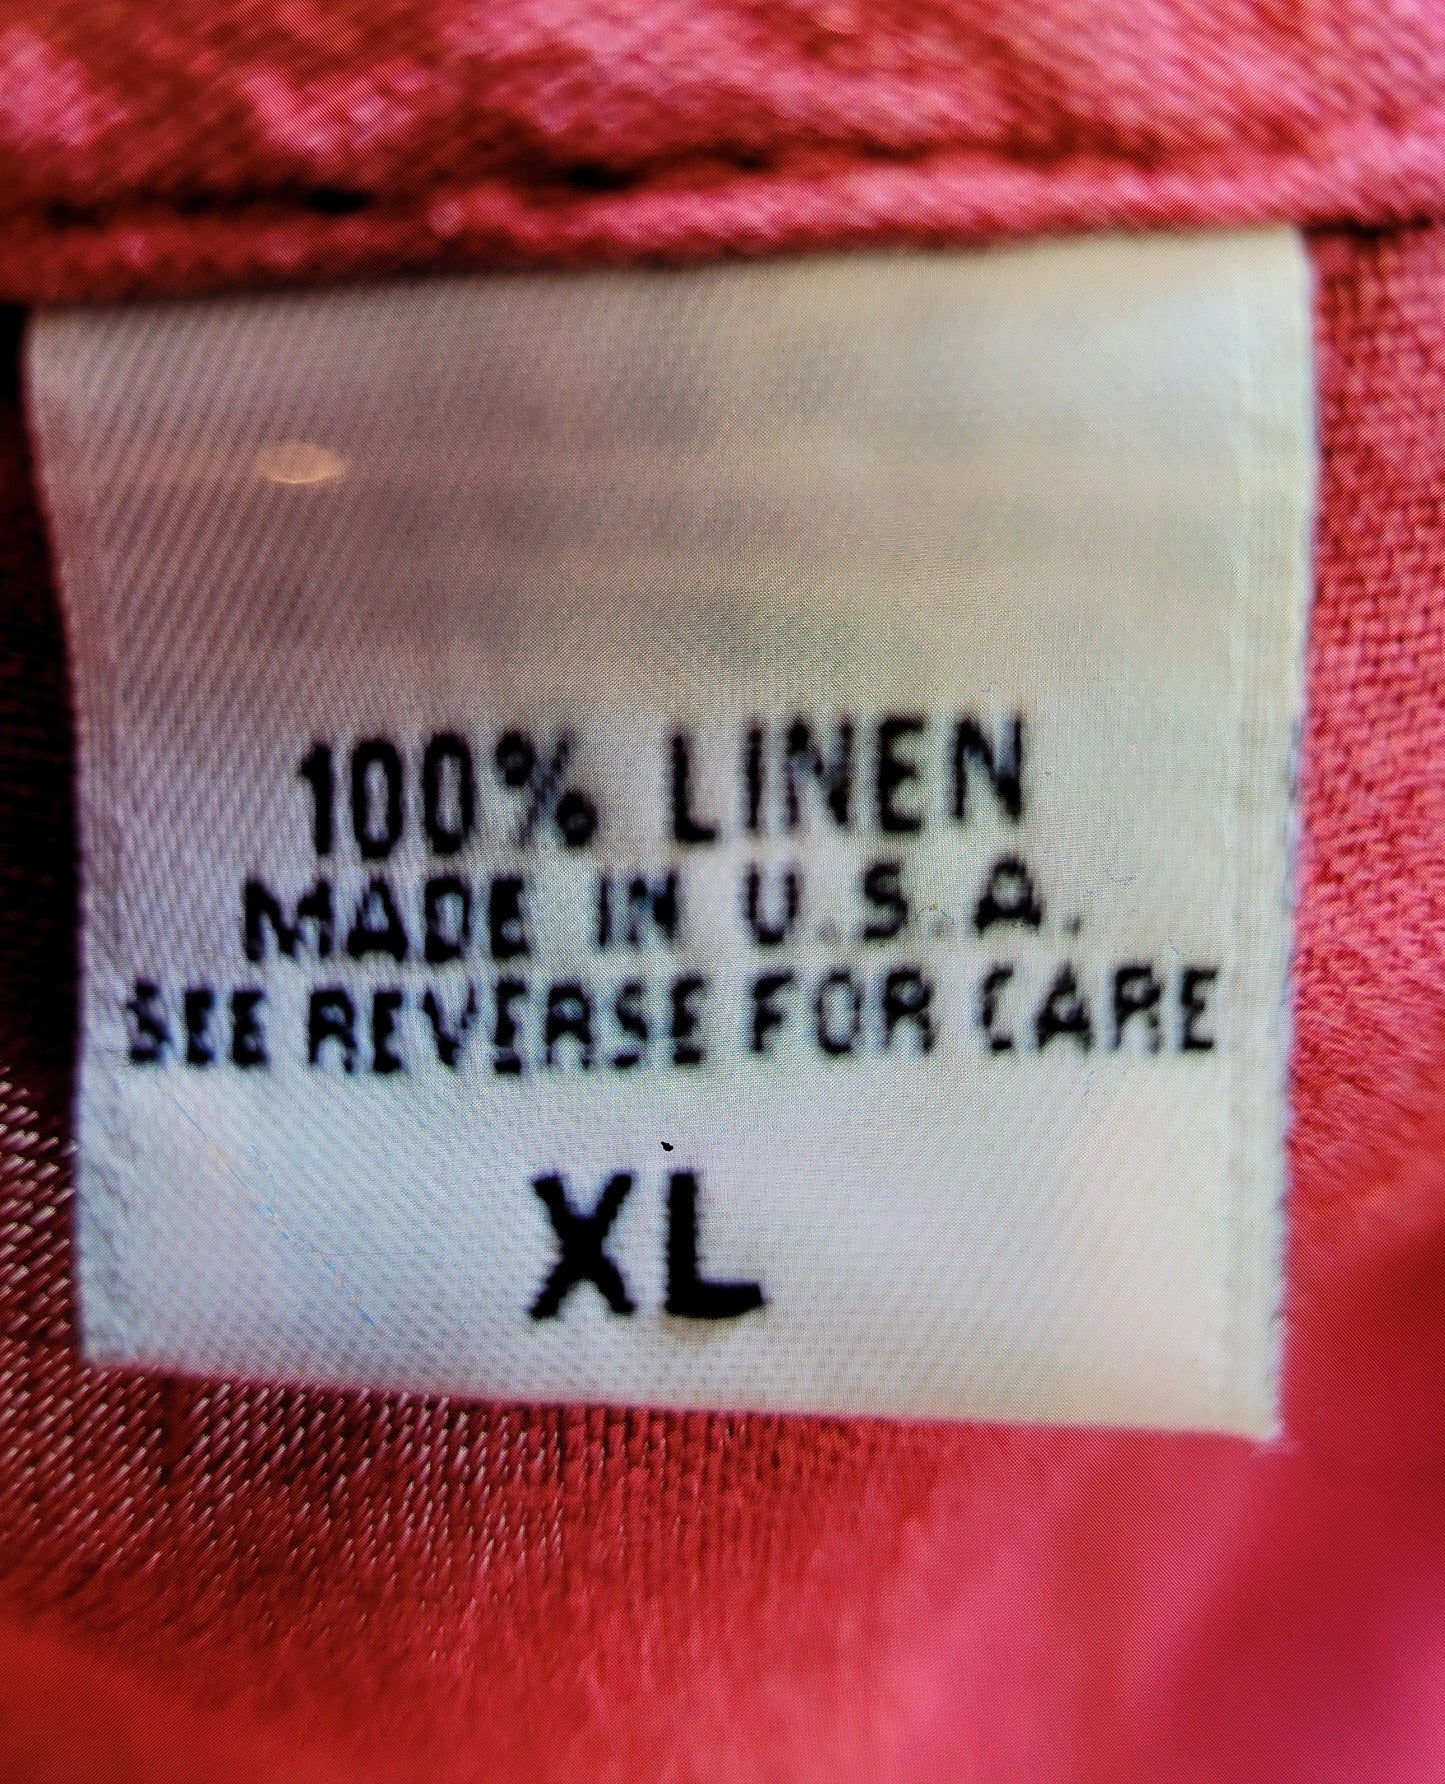 100% LINEN
MADE IN U.S.A.
SEE REVERSE FOR CARE
XL